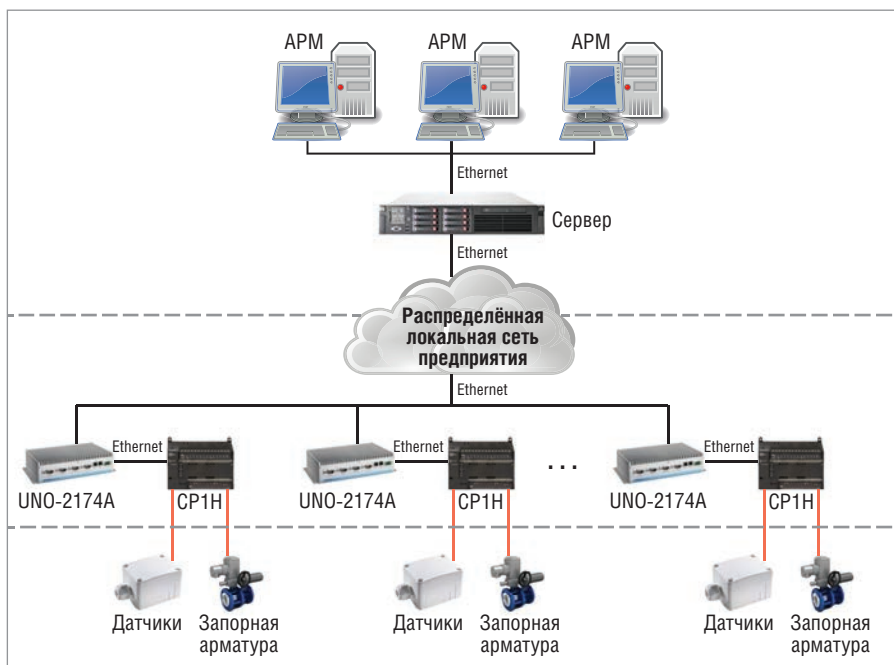 АРМ
АРМ
АРМ
Ethernet
Сервер
Ethernet
Распределённая
локальная сеть
предприятия
Ethernet
Ethernet
Ethernet
Ethernet
...
UNO-2174A
CP1H
UNO-2174A
CP1H
UNO-2174A
CP1H
Датчики
Запорная
арматура
Датчики
Запорная
арматура
Датчики
Запорная
арматура